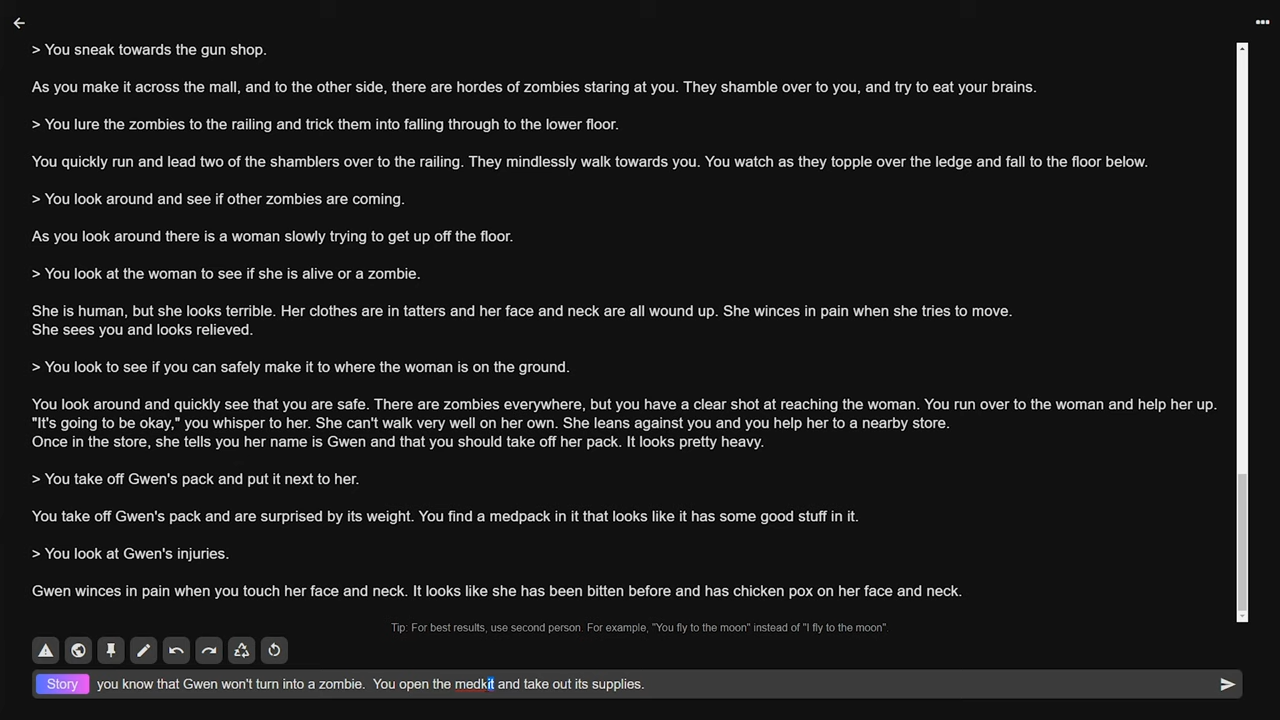 > You sneak towards the gun shop.
As you make it across the mall, and to the other side, there are hordes of zombies staring at you. They shamble over to you, and try to eat your brains.
> You lure the zombies to the railing and trick them into falling through to the lower floor.
You quickly run and lead two of the shamblers over to the railing. They mindlessly walk towards you. You watch as they topple over the ledge and fall to the floor below.
> You look around and see if other zombies are coming.
As you look around there is a woman slowly trying to get up off the floor.
> You look at the woman to see if she is alive or a zombie.
She is human, but she looks terrible. Her clothes are in tatters and her face and neck are all wound up. She winces in pain when she tries to move.
She sees you and looks relieved.
> You look to see if you can safely make it to where the woman is on the ground.
You look around and quickly see that you are safe. There are zombies everywhere, but you have a clear shot at reaching the woman. You run over to the woman and help her up.
"It's going to be okay," you whisper to her. She can't walk very well on her own. She leans against you and you help her to a nearby store.
Once in the store, she tells you her name is Gwen and that you should take off her pack. It looks pretty heavy.
> You take off Gwen's pack and put it next to her.
You take off Gwen's pack and are surprised by its weight. You find a medpack in it that looks like it has some good stuff in it.
> You look at Gwen's injuries.
Gwen winces in pain when you touch her face and neck. It looks like she has been bitten before and has chicken pox on her face and neck.
Tip: For best results, use second person. For example, "You fly to the moon" instead of "I fly to the moon".
Story you know that Gwen won't turn into a zombie.  You open the medkit and take out its supplies.